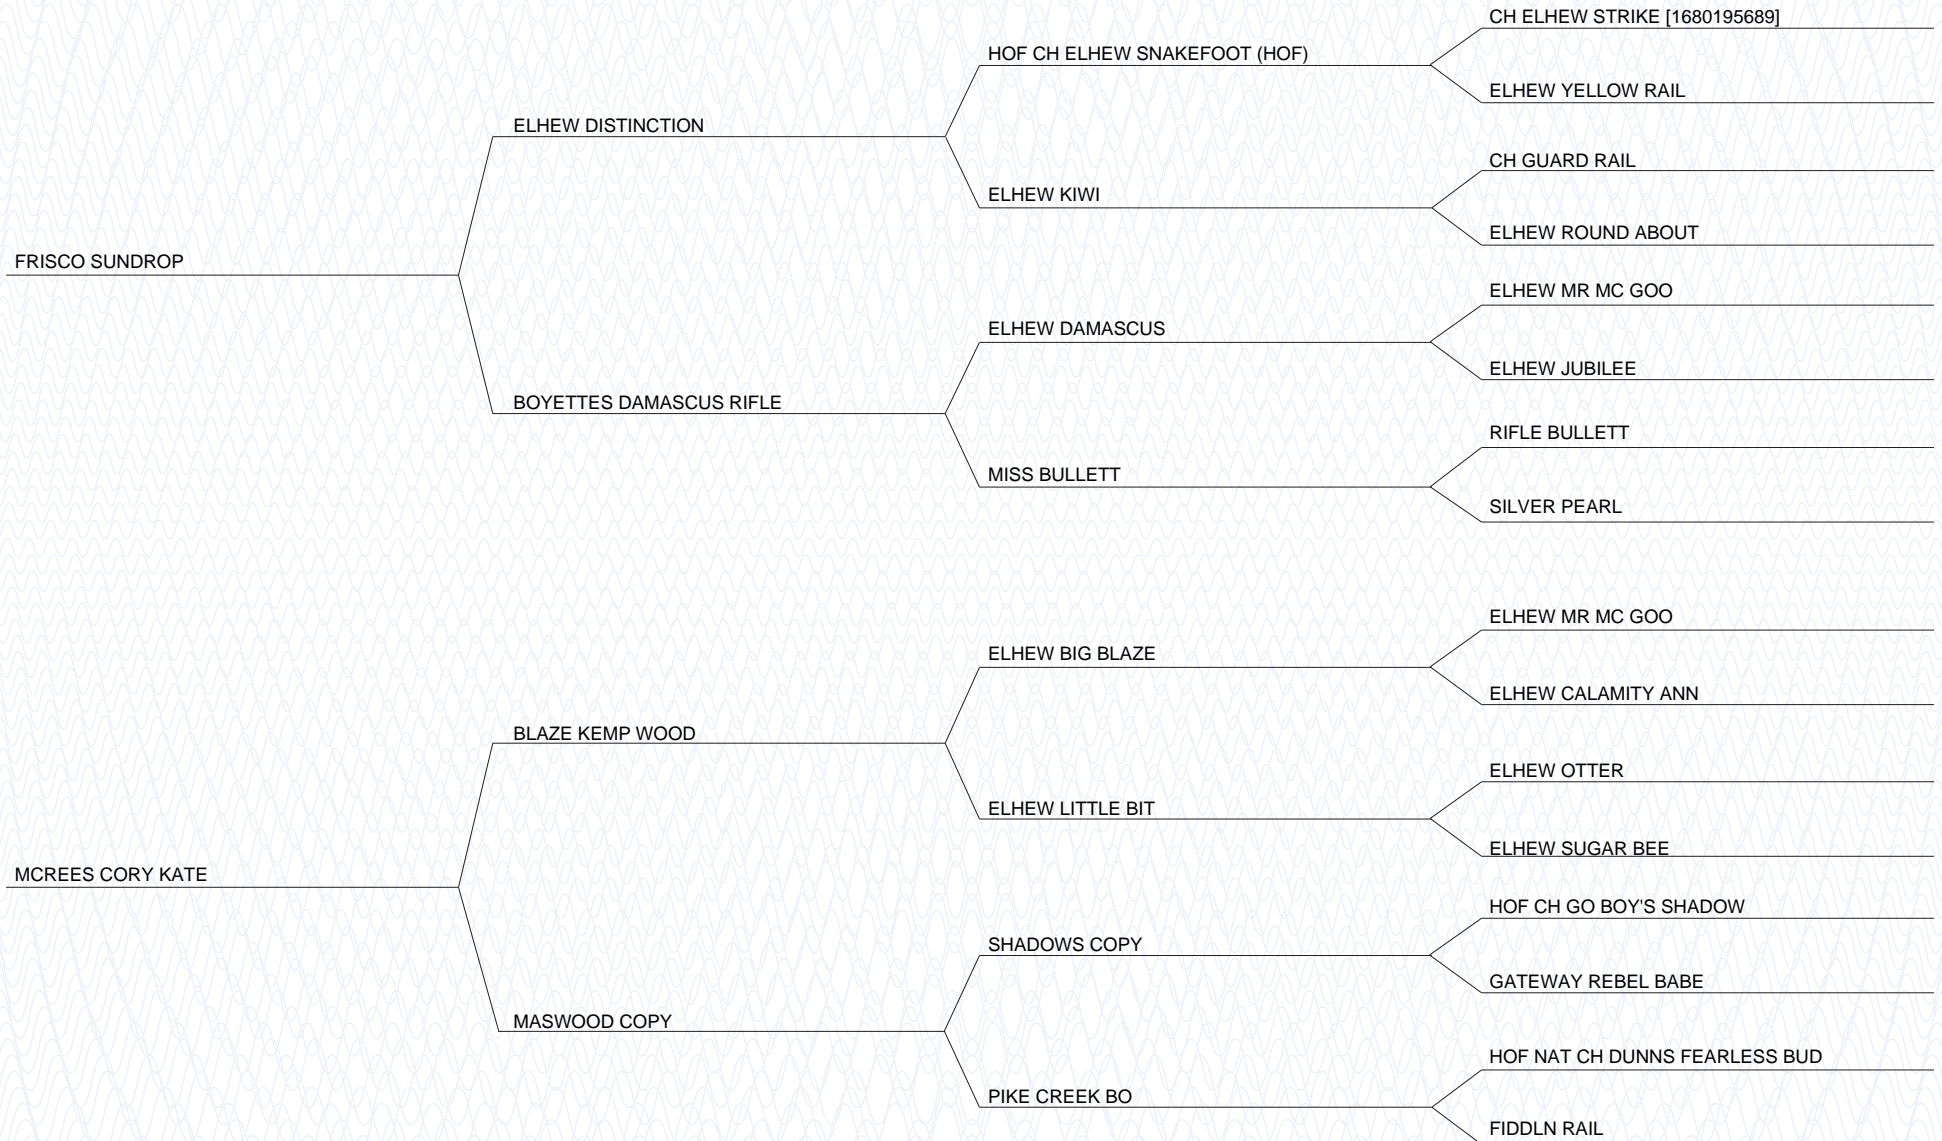 CH ELHEW STRIKE [1680195689]
HOF CH ELHEW SNAKEFOOT (HOF)
ELHEW YELLOW RAIL
ELHEW DISTINCTION
CH GUARD RAIL
ELHEW KIWI
ELHEW ROUND ABOUT
FRISCO SUNDROP
ELHEW MR MC GOO
ELHEW DAMASCUS
ELHEW JUBILEE
BOYETTES DAMASCUS RIFLE
RIFLE BULLETT
MISS BULLETT
SILVER PEARL
ELHEW MR MC GOO
ELHEW BIG BLAZE
ELHEW CALAMITY ANN
BLAZE KEMP WOOD
ELHEW OTTER
ELHEW LITTLE BIT
ELHEW SUGAR BEE
MCREES CORY KATE
HOF CH GO BOY'S SHADOW
SHADOWS COPY
GATEWAY REBEL BABE
MASWOOD COPY
HOF NAT CH DUNNS FEARLESS BUD
PIKE CREEK BO
FIDDLN RAIL